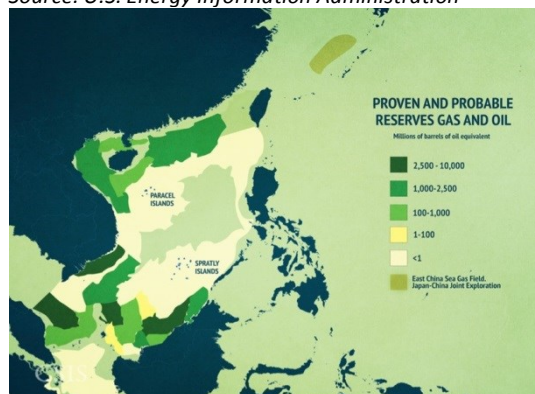 Source: U.S. Energy Information Administration
PROVEN AND PROBABLE
RESERVES GAS AND OIL
Millions of barrels of oil equivalent
2,500 - 10,000
1,000-2,500
100-1,000
1-100
<1
East China Sea Gas Field.
Japan-China Joint Exploration
PARACEL
ISLANDS
SPRATLY
ISLANDS
CSIS